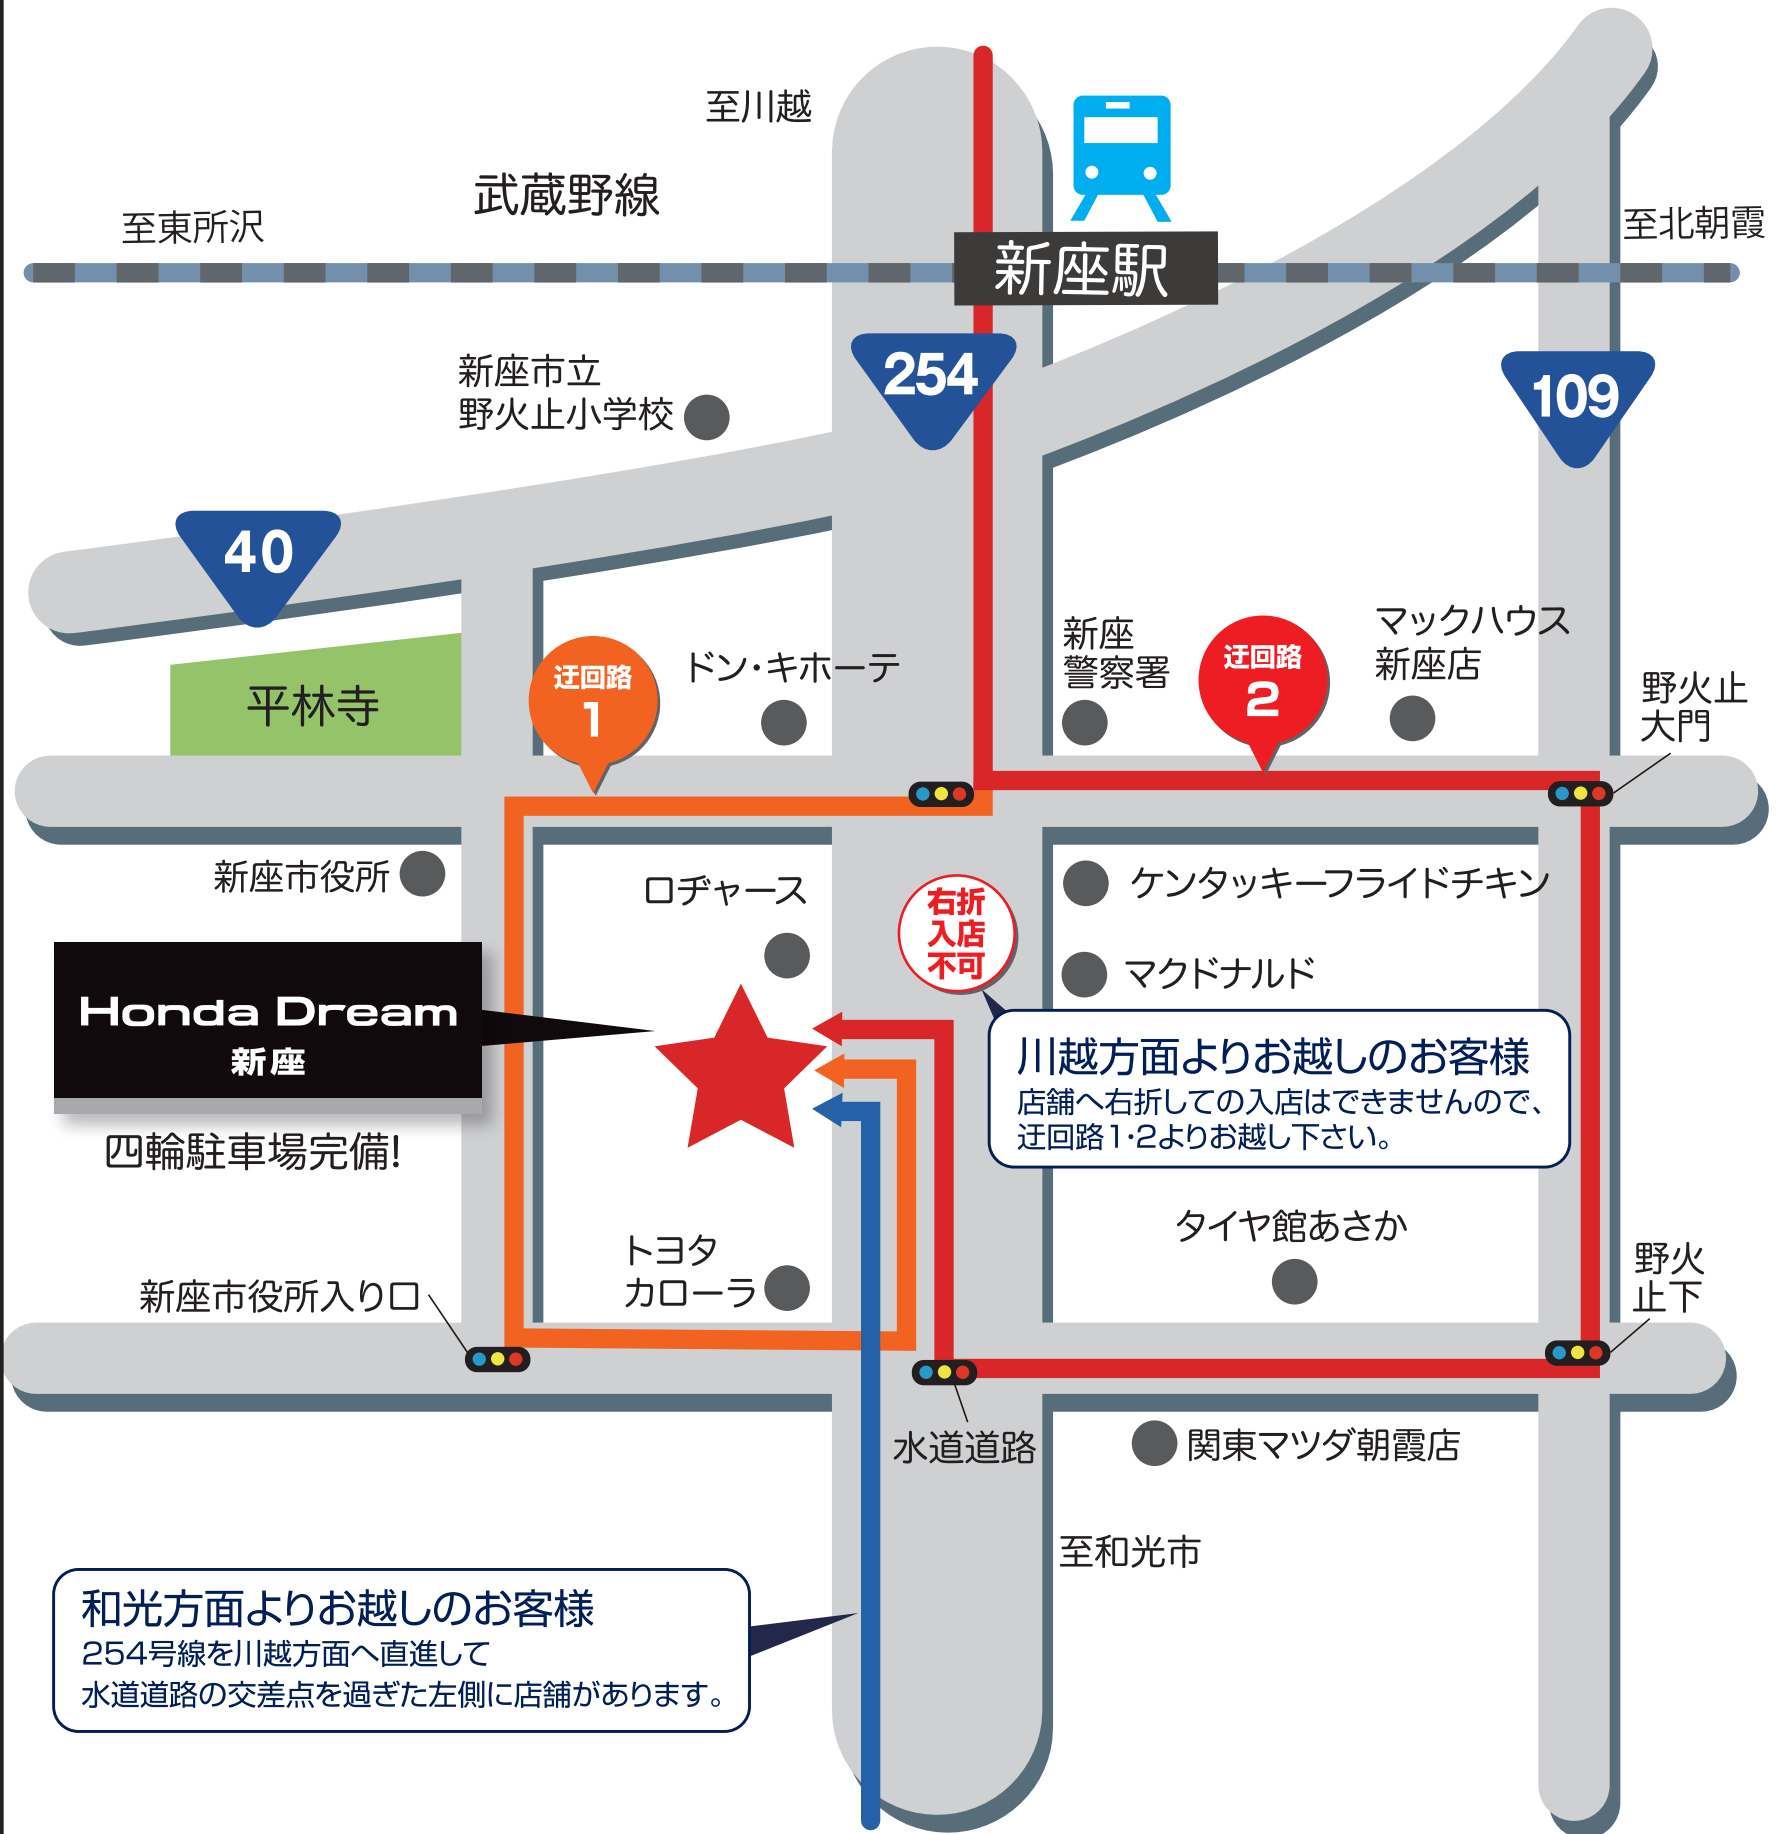 至川越
武蔵野線
至東所沢
至北朝霞
新座駅
新座市立
野火止小学校
254
109
40
平林寺
迂回路
1
ドン・キホーテ
新座
警察署
迂回路
2
マックハウス
新座店
野火止
大門
新座市役所
ロヂャース
右折
入店
不可
ケンタッキーフライドチキン
マクドナルド
Honda Dream
新座
四輪駐車場完備!
川越方面よりお越しのお客様
店舗へ右折しての入店はできませんので、
迂回路1・2よりお越し下さい。
タイヤ館あさか
トヨタ
カローラ
新座市役所入り口
野火
止下
水道道路
関東マツダ朝霞店
至和光市
和光方面よりお越しのお客様
254号線を川越方面へ直進して
水道道路の交差点を過ぎた左側に店舗があります。